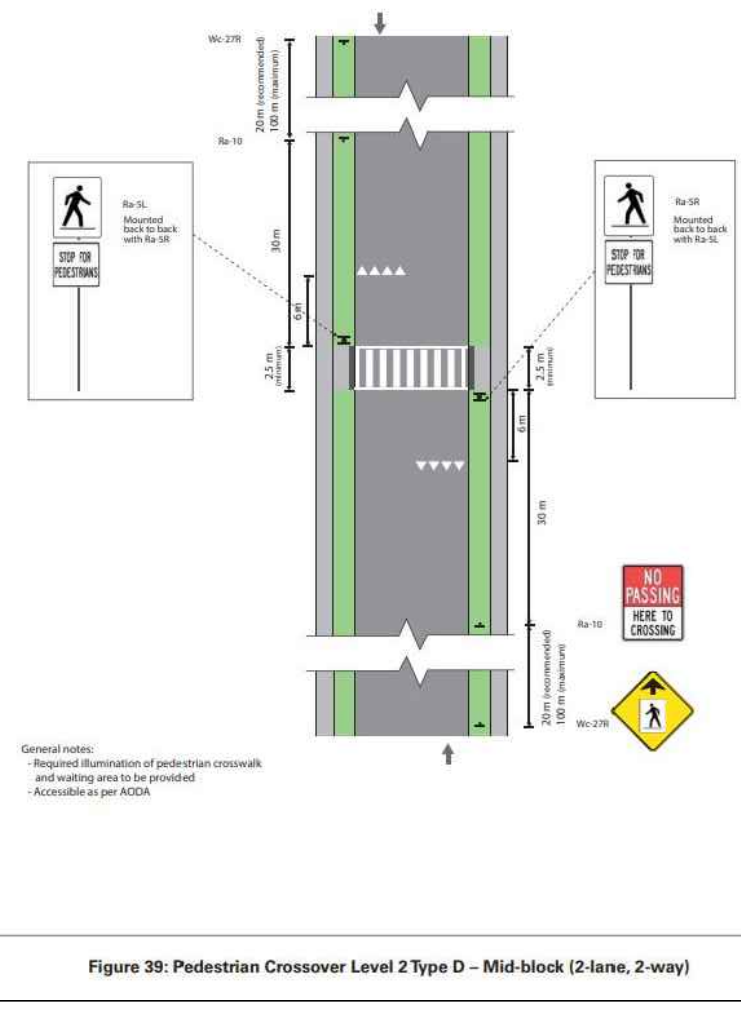 Wc-27R
20 m (recommended)
100 m (maximum)
Ra-10
30 m
6 m
2.5 m
(minimum)
STOP FOR
PEDESTRIANS
Ra-5L
Mounted
back to back
with Ra-5R
STOP FOR
PEDESTRIANS
Ra-5R
Mounted
back to back
with Ra-5L
2.5 m
(minimum)
6 m
30 m
Ra-10
NO
PASSING
HERE TO
CROSSING
20 m (recommended)
100 m (maximum)
Wc-27R
General notes:
- Required illumination of pedestrian crosswalk
and waiting area to be provided
- Accessible as per AODA
Figure 39: Pedestrian Crossover Level 2 Type D – Mid-block (2-lane, 2-way)